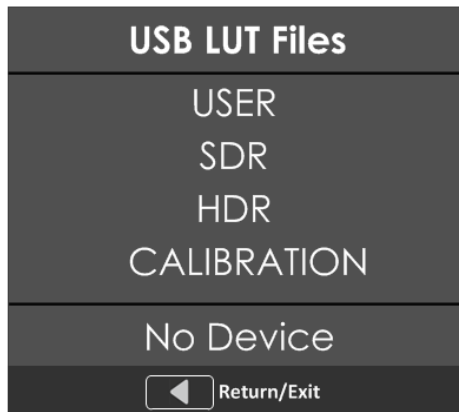 USB LUT Files
USER
SDR
HDR
CALIBRATION
No Device
Return/Exit